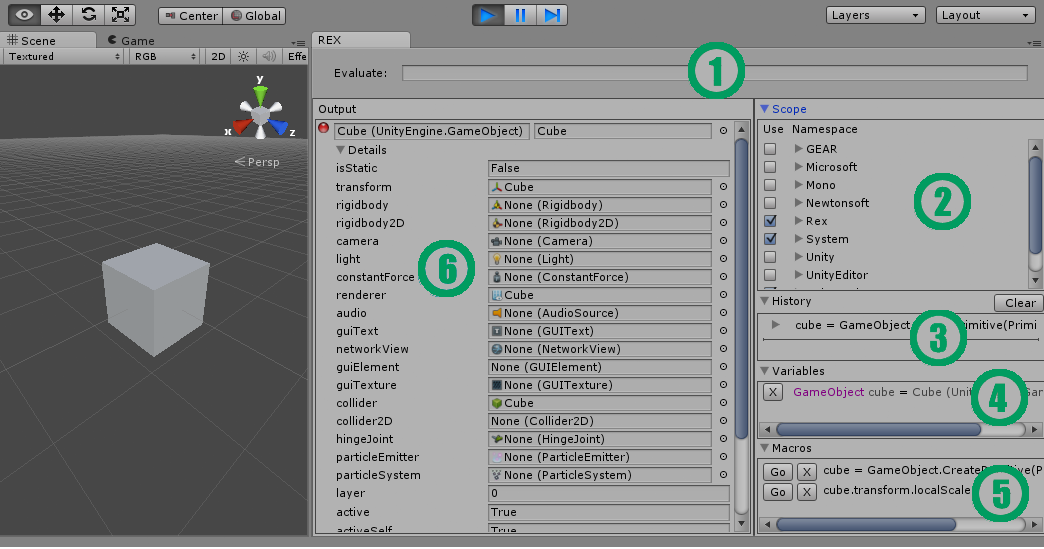 Center Global Layers Layout
Scene Game REX
Textured RGB 2D Effe
Evaluate: 1
y
x z
Persp
Output
Cube (UnityEngine.GameObject) Cube
Details
isStatic False
transform Cube
rigidbody None (Rigidbody)
rigidbody2D None (Rigidbody2D)
camera None (Camera)
light None (Light)
constantForce None (ConstantForce)
renderer Cube
audio None (AudioSource)
guiText None (GUIText)
networkView None (NetworkView)
guiElement None (GUIElement)
guiTexture None (GUITexture)
collider Cube
collider2D None (Collider2D)
hingeJoint None (HingeJoint)
particleEmitter None (ParticleEmitter)
particleSystem None (ParticleSystem)
layer 0
active True
activeSelf True
6
Scope
Use Namespace
GEAR
Microsoft
Mono
Newtonsoft
Rex
System
Unity
UnityEditor
2
History Clear
cube = GameObject. Primi
3
Variables
X GameObject cube = Cube (Unit
4
Macros
Go X cube = GameObject.CreatePrimitive(P
Go X cube.transform.localScale
5